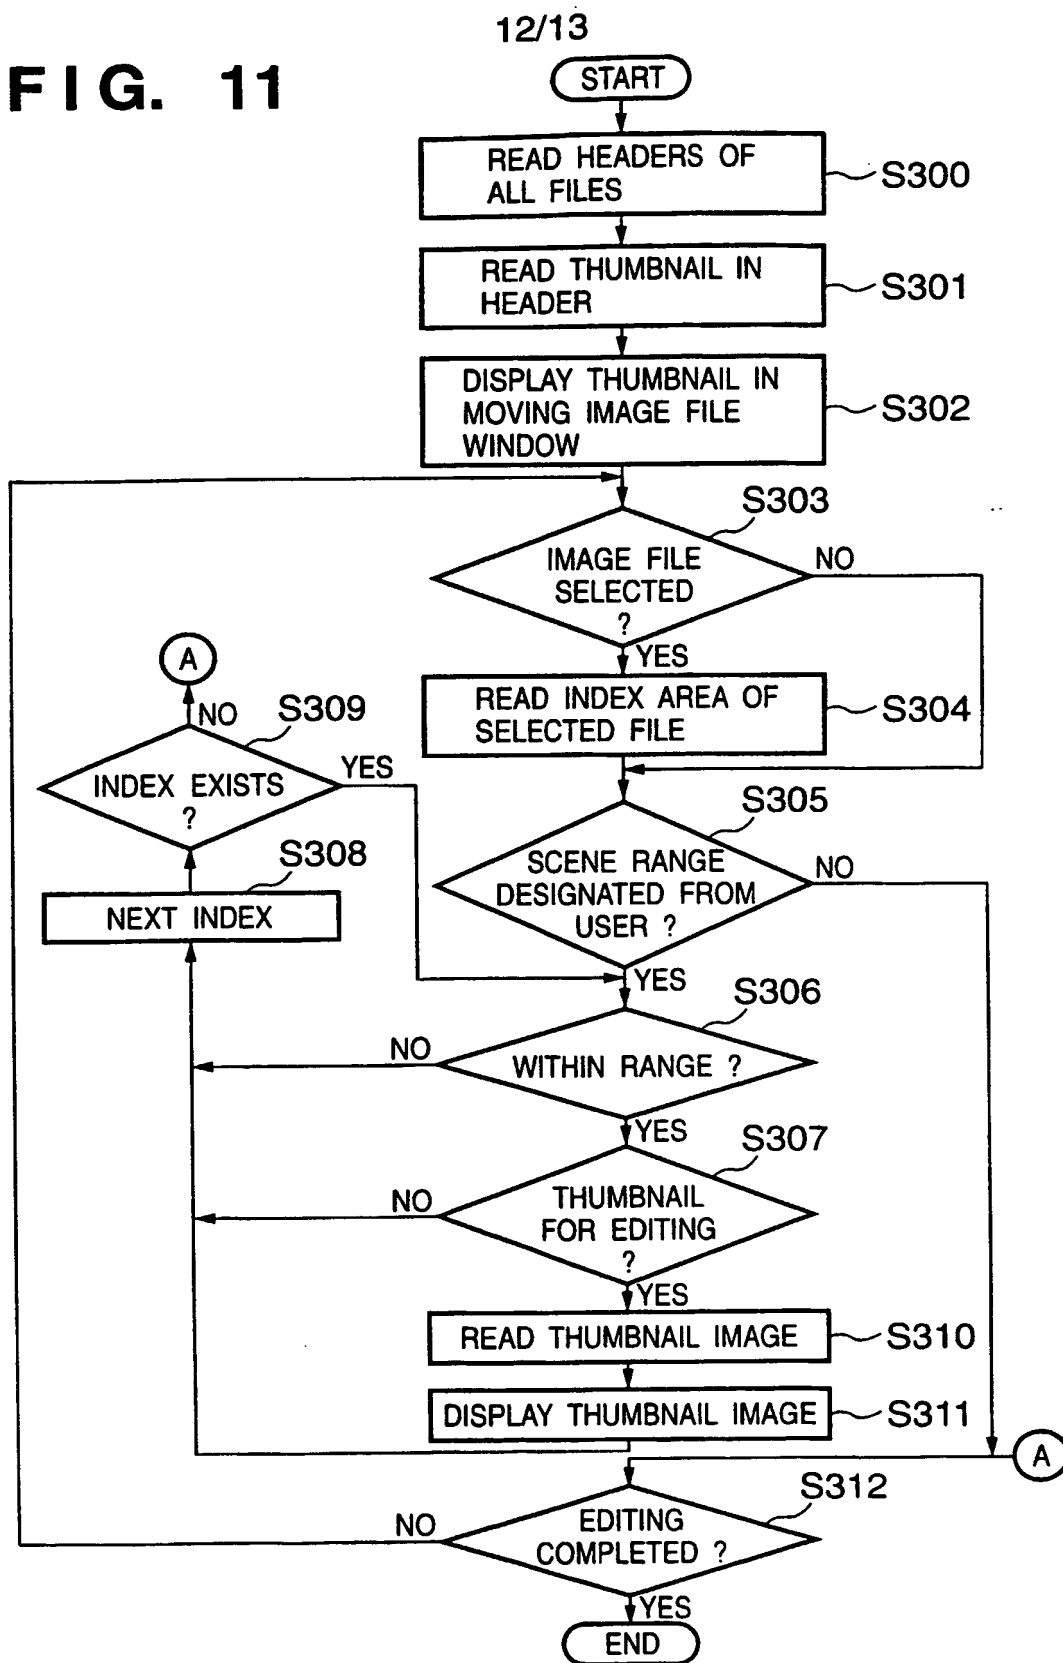 12/13
FIG. 11
START
READ HEADERS OF
ALL FILES
S300
READ THUMBNAIL IN
HEADER
S301
DISPLAY THUMBNAIL IN
MOVING IMAGE FILE
WINDOW
S302
S303
IMAGE FILE
SELECTED
?
NO
YES
READ INDEX AREA OF
SELECTED FILE
S304
A
NO
S309
INDEX EXISTS
?
YES
S308
NEXT INDEX
S305
SCENE RANGE
DESIGNATED FROM
USER ?
NO
YES
S306
WITHIN RANGE ?
NO
YES
S307
THUMBNAIL
FOR EDITING
?
NO
YES
READ THUMBNAIL IMAGE
S310
DISPLAY THUMBNAIL IMAGE
S311
A
S312
EDITING
COMPLETED ?
NO
YES
END